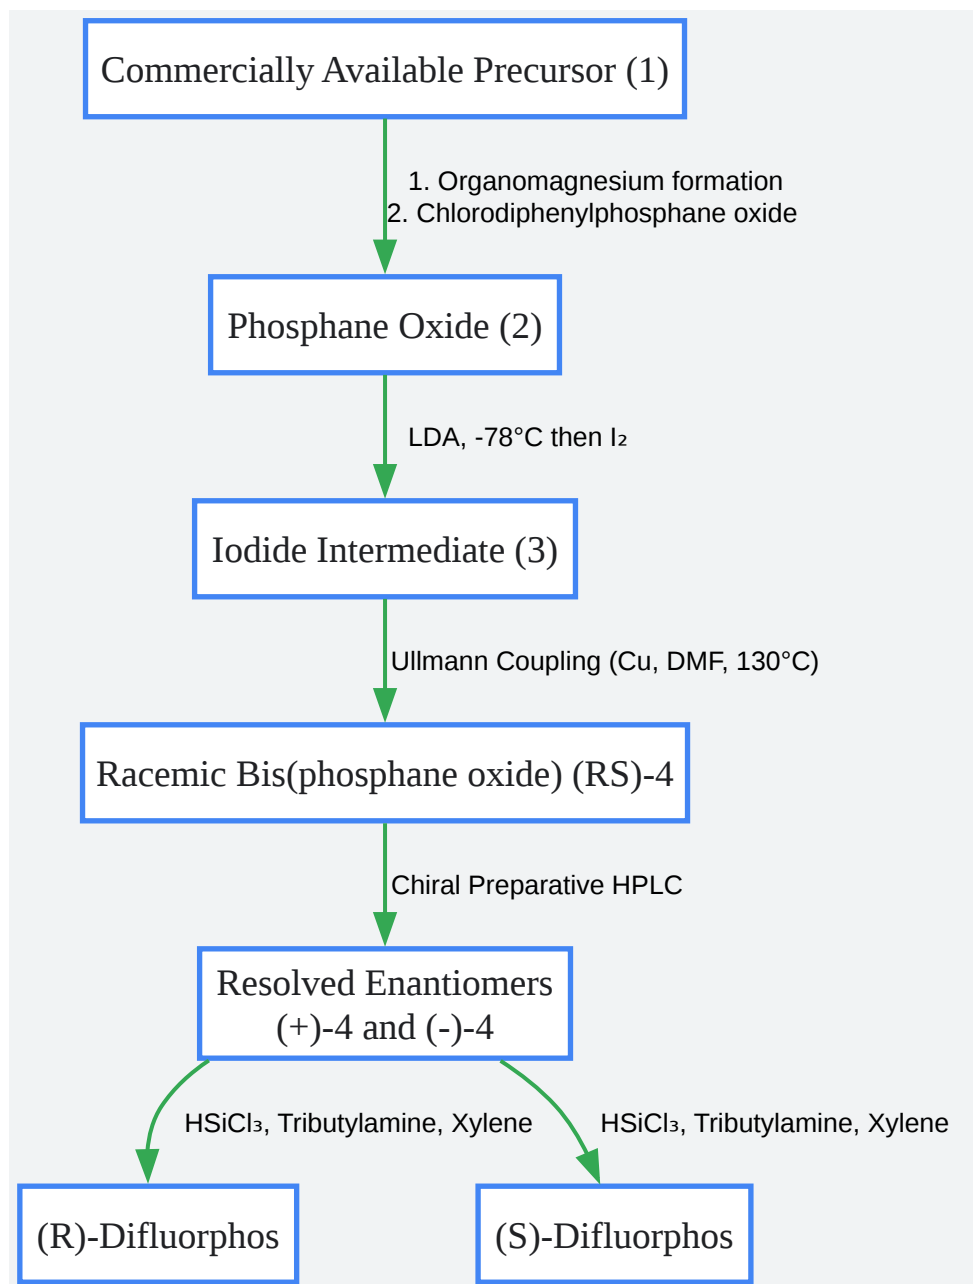 Commercially Available Precursor (1)
1. Organomagnesium formation
2. Chlorodiphenylphosphane oxide
Phosphane Oxide (2)
LDA, -78°C then I₂
Iodide Intermediate (3)
Ullmann Coupling (Cu, DMF, 130°C)
Racemic Bis(phosphane oxide) (RS)-4
Chiral Preparative HPLC
Resolved Enantiomers
(+)-4 and (-)-4
HSiCl₃, Tributylamine, Xylene
HSiCl₃, Tributylamine, Xylene
(R)-Difluorphos
(S)-Difluorphos